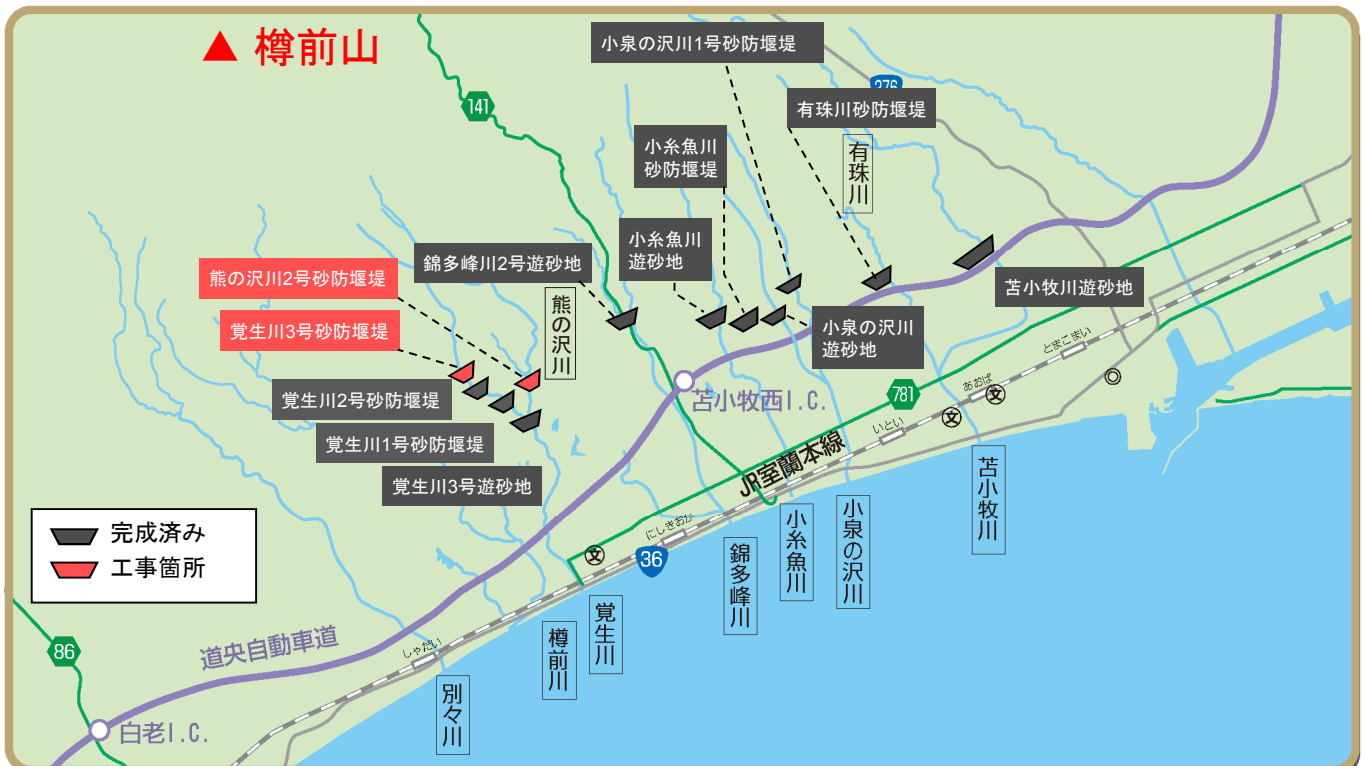 ▲ 樽前山
小泉の沢川1号砂防堰堤
276
有珠川砂防堰堤
141
小糸魚川
砂防堰堤
有珠川
小糸魚川
遊砂地
錦多峰川2号遊砂地
熊の沢川2号砂防堰堤
苫小牧川遊砂地
熊の沢川
覚生川3号砂防堰堤
小泉の沢川
遊砂地
とまこまい
覚生川2号砂防堰堤
苫小牧西I.C.
781
あおば
文
文
いとい
覚生川1号砂防堰堤
JR室蘭本線
覚生川3号遊砂地
苫小牧川
完成済み
工事箇所
にしきおか
文
36
小泉の沢川
小糸魚川
錦多峰川
覚生川
樽前川
86
道央自動車道
しゃだい
別々川
白老I.C.